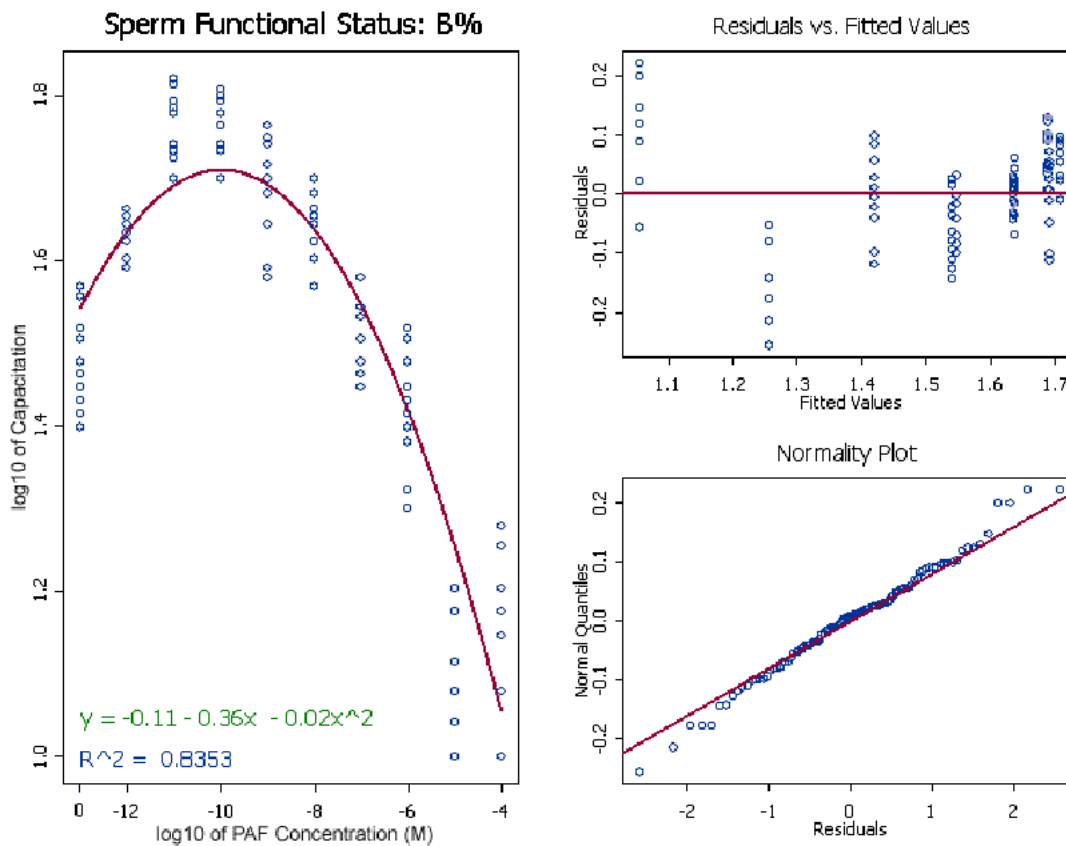 Sperm Functional Status: B%
log10 of Capacitation
1.8
1.6
1.4
1.2
1.0
y = -0.11 - 0.36x - 0.02x^2
R^2 = 0.8353
0 -12 -10 -8 -6 -4
log10 of PAF Concentration (M)
Residuals vs. Fitted Values
Residuals
0.2
0.1
0.0
-0.1
-0.2
1.1 1.2 1.3 1.4 1.5 1.6 1.7
Fitted Values
Normality Plot
Normal Quantiles
0.2
0.1
0.0
-0.1
-0.2
-2 -1 0 1 2
Residuals